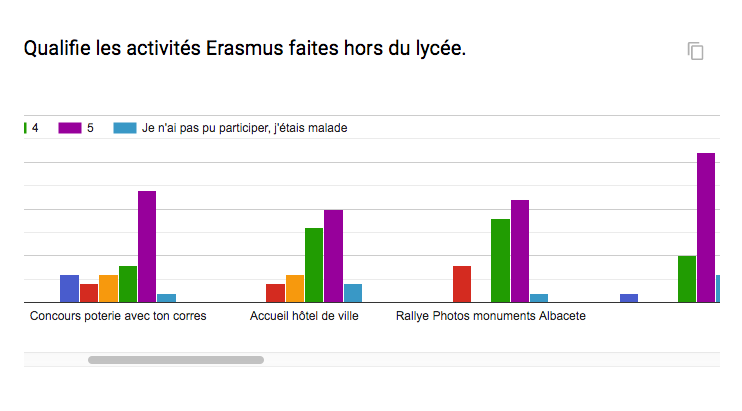 Qualifie les activités Erasmus faites hors du lycée.
4 5 Je n'ai pas pu participer, j'étais malade
Concours poterie avec ton corres Accueil hôtel de ville Rallye Photos monuments Albacete